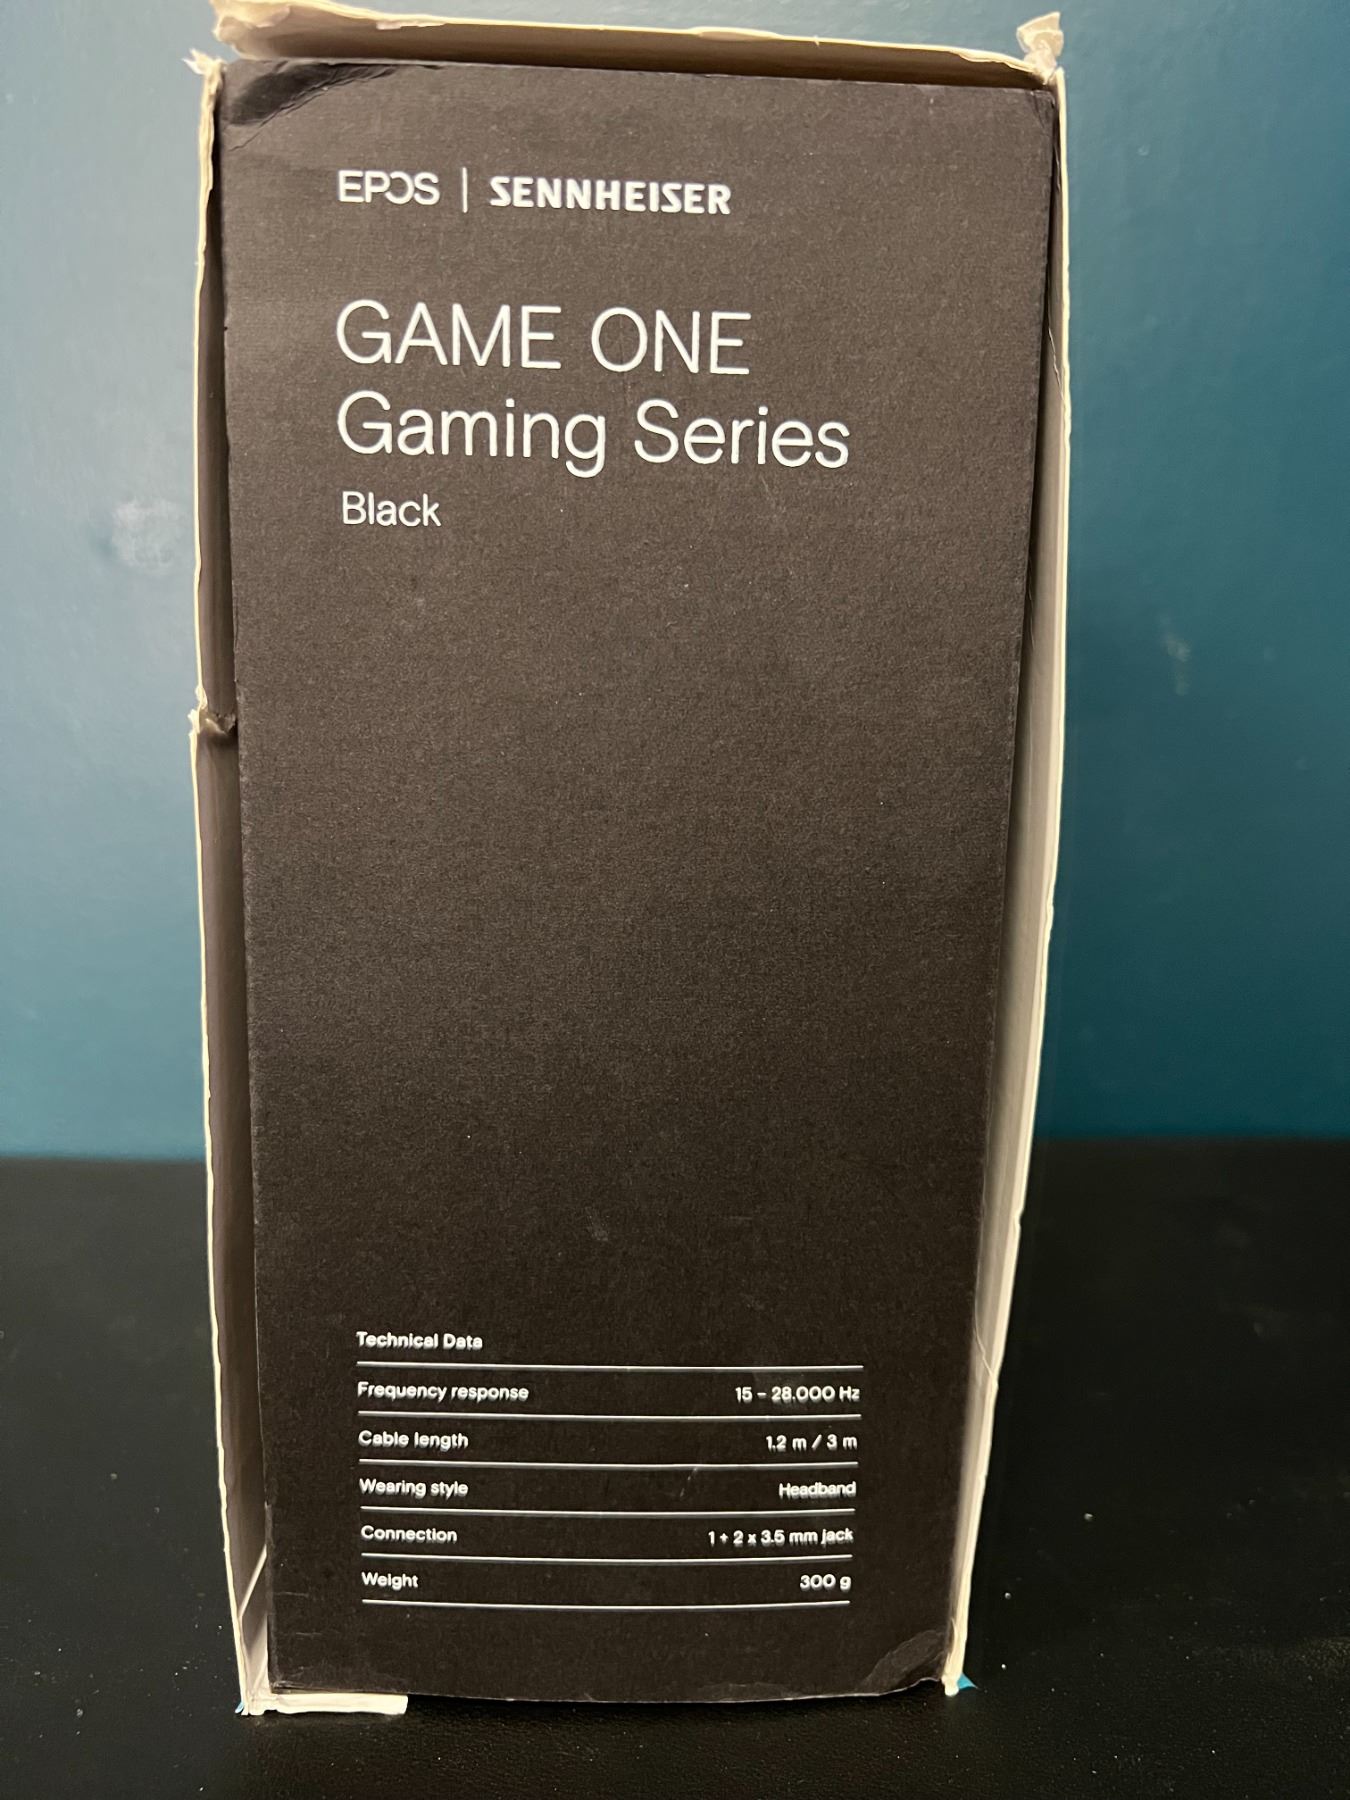 EPOS | SENNHEISER
GAME ONE
Gaming Series
Black
Technical Data
Frequency response 15 – 28.000 Hz
Cable length 1.2 m / 3 m
Wearing style Headband
Connection 1 + 2 x 3.5 mm jack
Weight 300 g